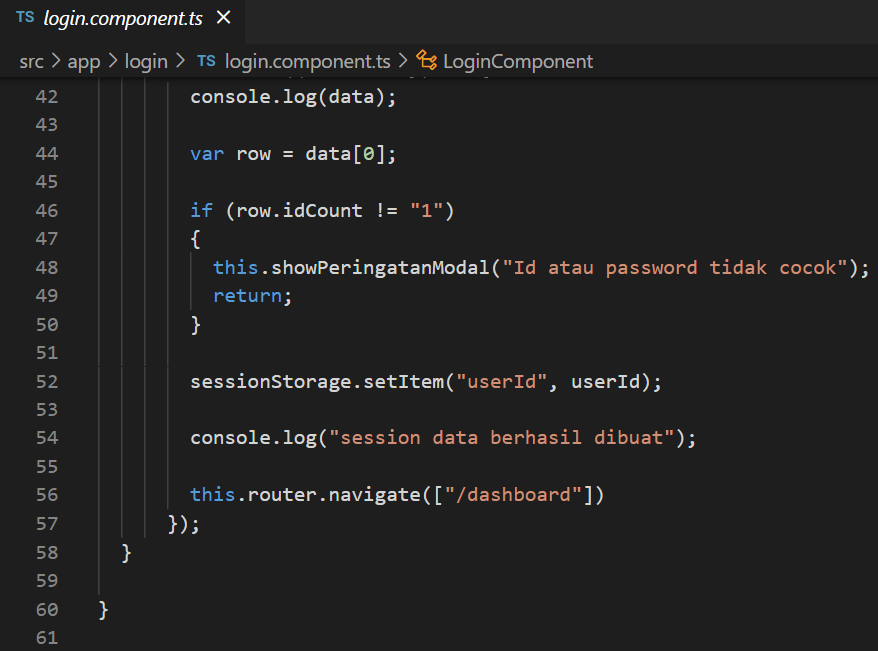 TS login.component.ts ×
src > app > login > TS login.component.ts > LoginComponent
42 console.log(data);
43
44 var row = data[0];
45
46 if (row.idCount != "1")
47 {
48 this.showPeringatanModal("Id atau password tidak cocok");
49 return;
50 }
51
52 sessionStorage.setItem("userId", userId);
53
54 console.log("session data berhasil dibuat");
55
56 this.router.navigate(["/dashboard"])
57 });
58 }
59
60 }
61